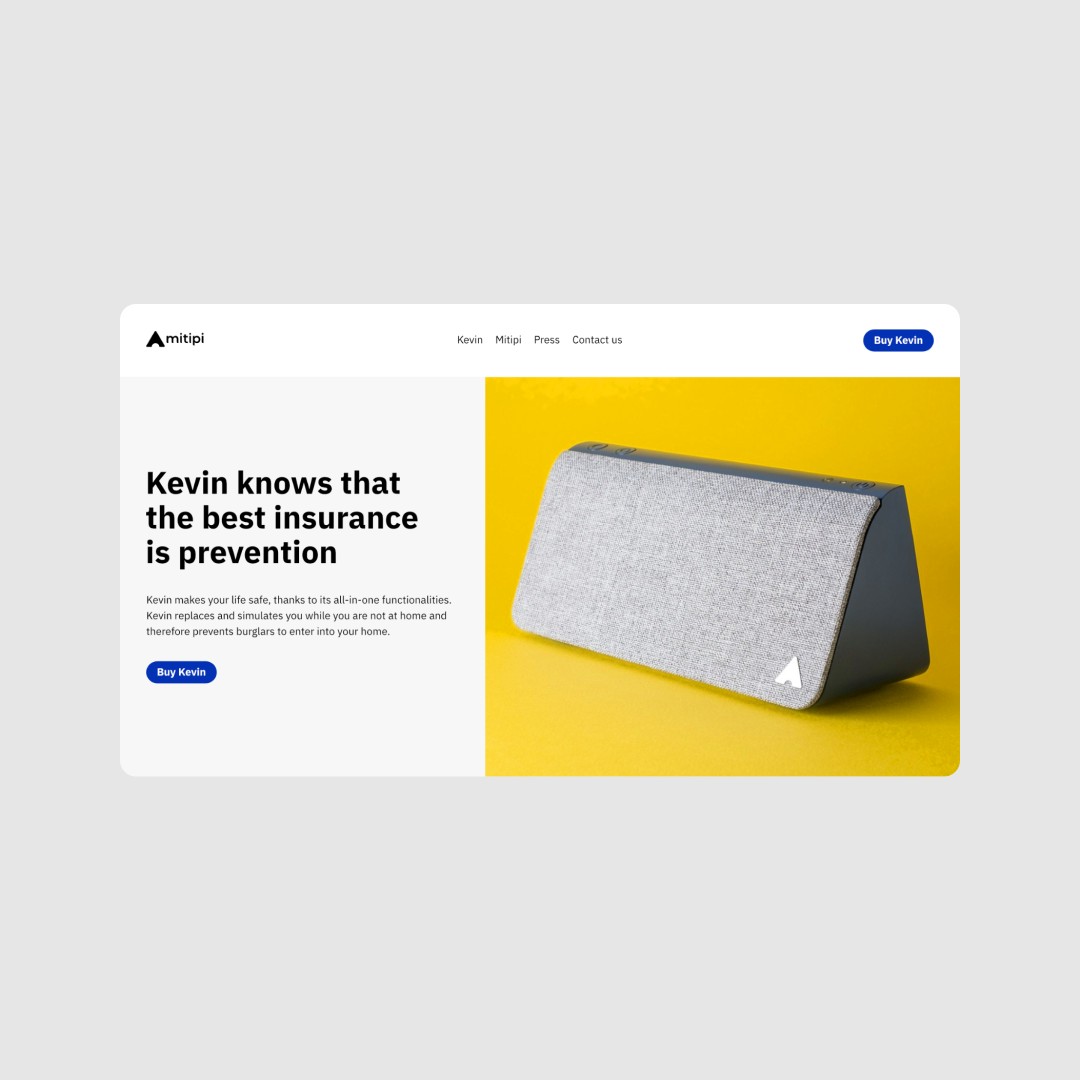 mitipi
Kevin Mitipi Press Contact us
Buy Kevin
Kevin knows that
the best insurance
is prevention
Kevin makes your life safe, thanks to its all-in-one functionalities.
Kevin replaces and simulates you while you are not at home and
therefore prevents burglars to enter into your home.
Buy Kevin